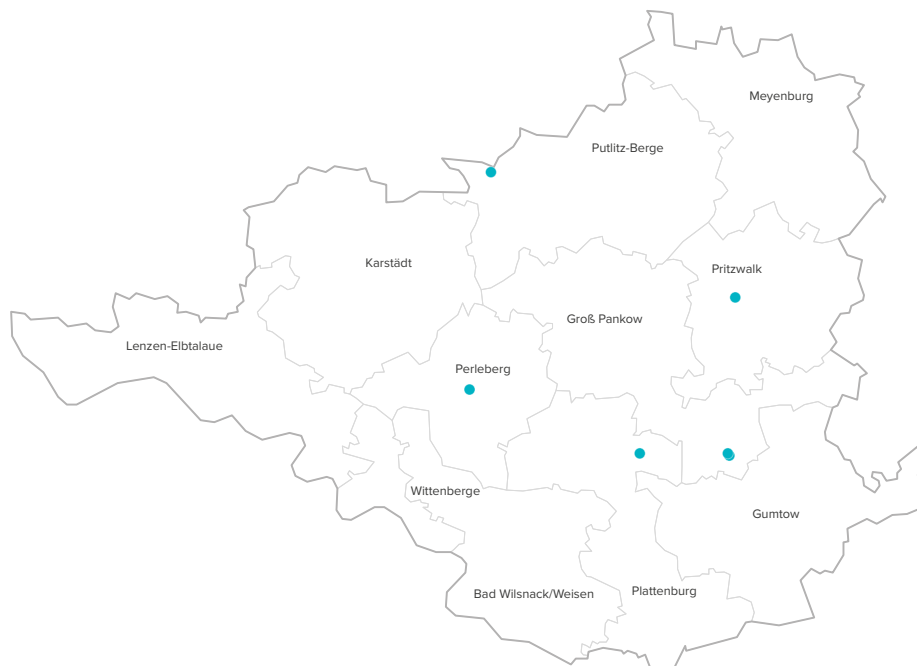 Meyenburg
Putlitz-Berge
Karstädt
Pritzwalk
Groß Pankow
Lenzen-Elbtalaue
Perleberg
Wittenberge
Gumtow
Bad Wilsnack/Weisen
Plattenburg